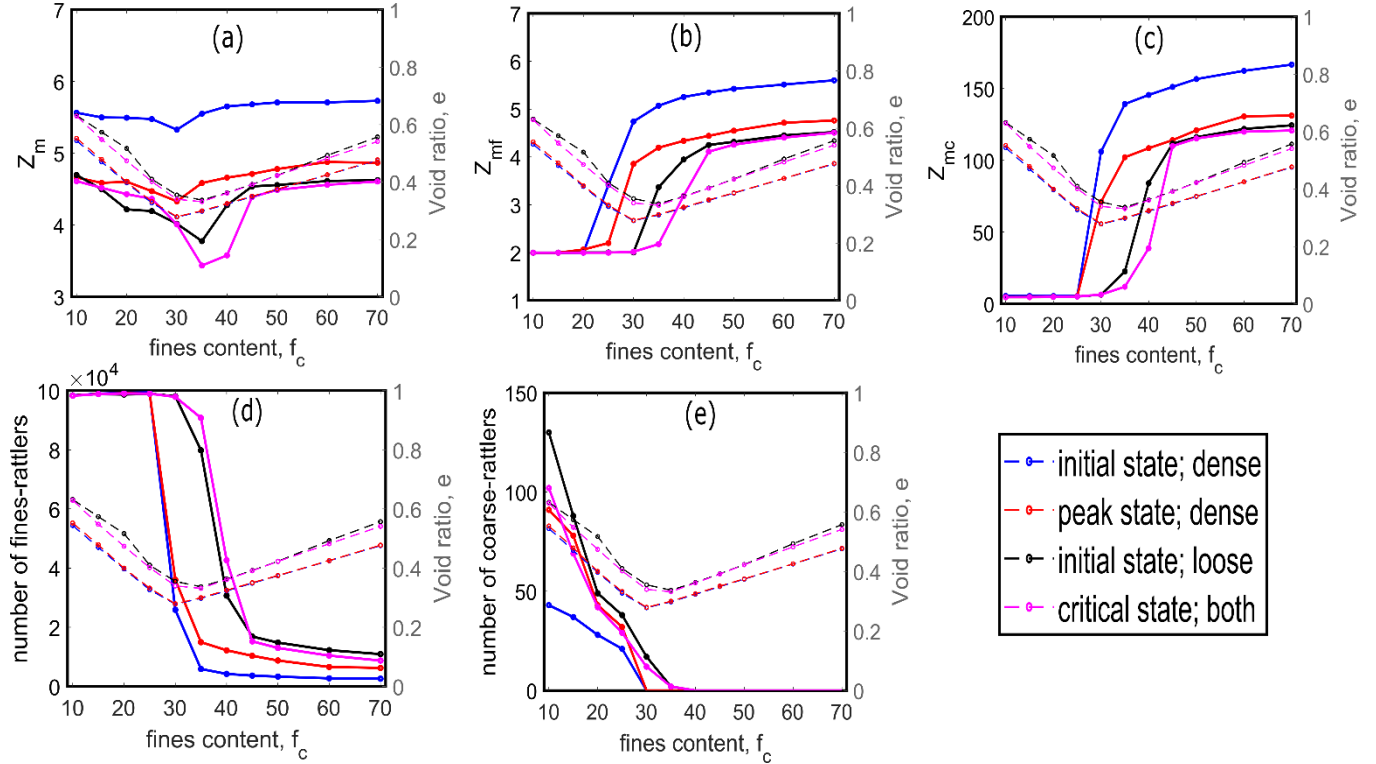 (a)
7
6
5
4
3
Z_m
1
0.8
0.6
0.4
0.2
0
Void ratio, e
10 20 30 40 50 60 70
fines content, f_c
(b)
7
6
5
4
3
2
1
Z_mf
1
0.8
0.6
0.4
0.2
0
Void ratio, e
10 20 30 40 50 60 70
fines content, f_c
(c)
200
150
100
50
0
Z_mc
1
0.8
0.6
0.4
0.2
0
Void ratio, e
10 20 30 40 50 60 70
fines content, f_c
(d)
×10^4
10
8
6
4
2
0
number of fines-rattlers
1
0.8
0.6
0.4
0.2
0
Void ratio, e
10 20 30 40 50 60 70
fines content, f_c
(e)
150
100
50
0
number of coarse-rattlers
1
0.8
0.6
0.4
0.2
0
Void ratio, e
10 20 30 40 50 60 70
fines content, f_c
initial state; dense
peak state; dense
initial state; loose
critical state; both